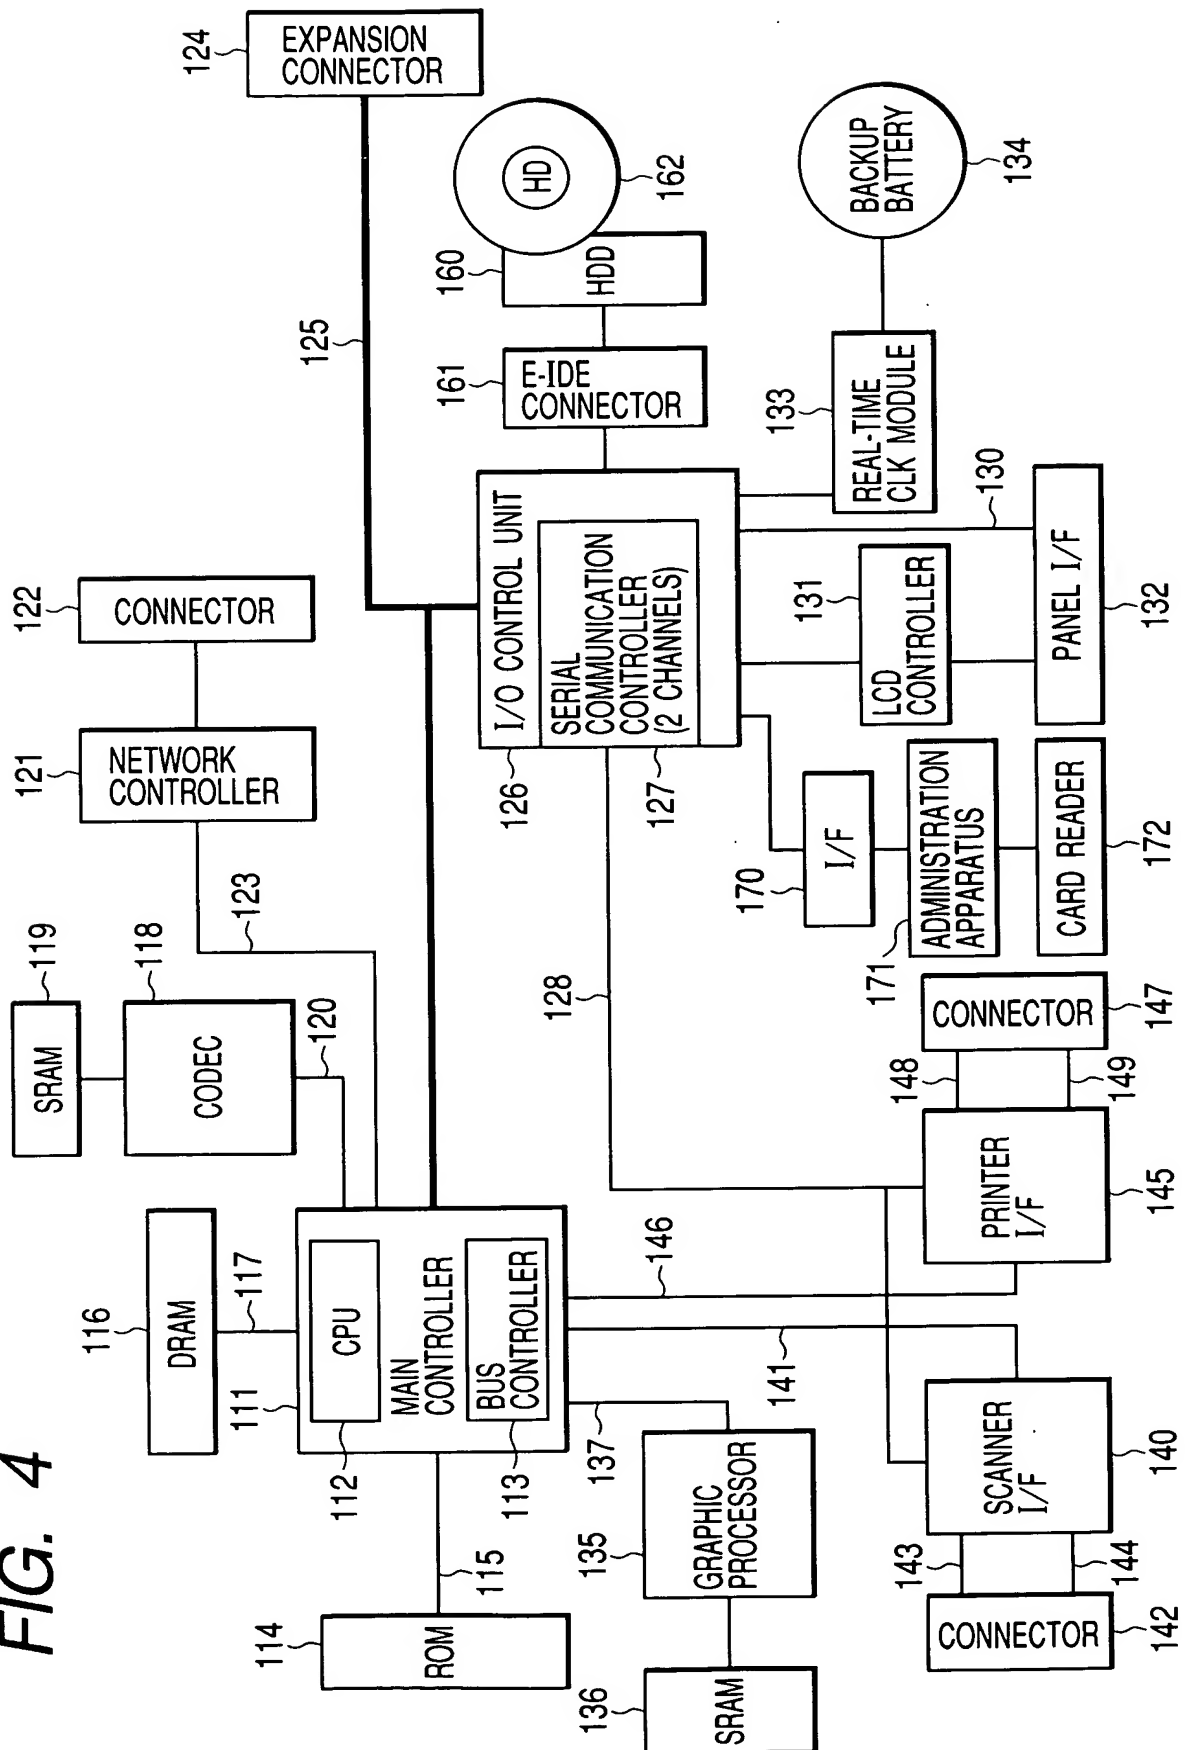 FIG. 4
114
ROM
115
111
112
CPU
MAIN
CONTROLLER
113
BUS
CONTROLLER
116
DRAM
117
119
SRAM
118
CODEC
120
121
NETWORK
CONTROLLER
122
CONNECTOR
123
124
EXPANSION
CONNECTOR
125
136
SRAM
135
GRAPHIC
PROCESSOR
137
141
146
128
126
I/O CONTROL UNIT
127
SERIAL
COMMUNICATION
CONTROLLER
(2 CHANNELS)
161
E-IDE
CONNECTOR
160
HDD
HD
162
133
REAL-TIME
CLK MODULE
BACKUP
BATTERY
134
130
131
LCD
CONTROLLER
PANEL I/F
132
170
I/F
171
ADMINISTRATION
APPARATUS
CARD READER
172
142
CONNECTOR
143
144
SCANNER
I/F
140
PRINTER
I/F
145
148
149
CONNECTOR
147